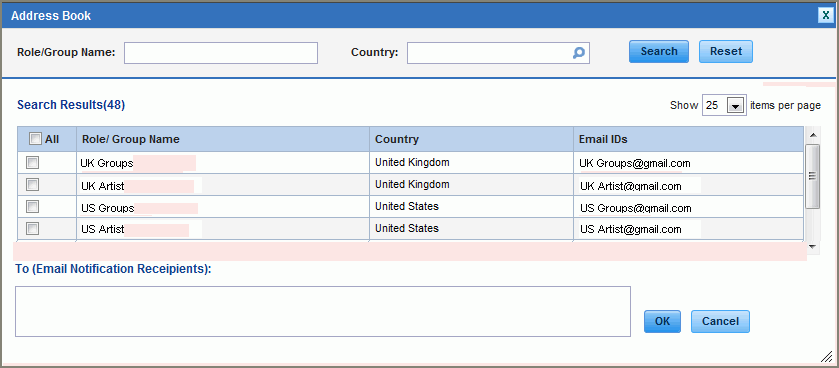 Address Book X
Role/Group Name: Country: Search Reset
Search Results(48) Show 25 items per page
All Role/ Group Name Country Email IDs
UK Groups United Kingdom UK Groups@gmail.com
UK Artist United Kingdom UK Artist@gmail.com
US Groups United States US Groups@gmail.com
US Artist United States US Artist@gmail.com
To (Email Notification Receipients):
OK Cancel